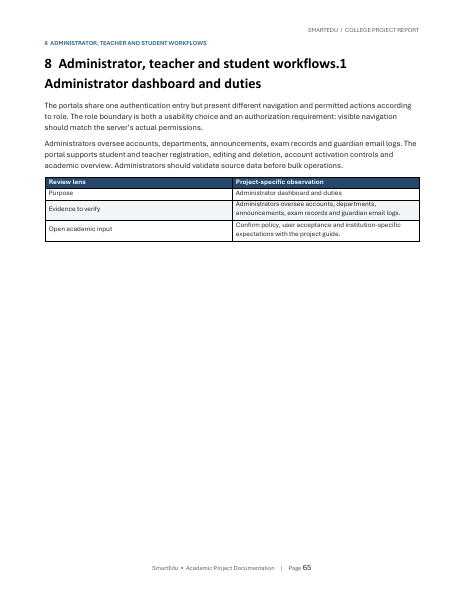 SMARTEDU / COLLEGE PROJECT REPORT
8 ADMINISTRATOR, TEACHER AND STUDENT WORKFLOWS
8 Administrator, teacher and student workflows.1
Administrator dashboard and duties
The portals share one authentication entry but present different navigation and permitted actions according
to role. The role boundary is both a usability choice and an authorization requirement: visible navigation
should match the server's actual permissions.
Administrators oversee accounts, departments, announcements, exam records and guardian email logs. The
portal supports student and teacher registration, editing and deletion, account activation controls and
academic overview. Administrators should validate source data before bulk operations.
Review lens Project-specific observation
Purpose Administrator dashboard and duties
Evidence to verify Administrators oversee accounts, departments,
announcements, exam records and guardian email logs.
Open academic input Confirm policy, user acceptance and institution-specific
expectations with the project guide.
SmartEdu • Academic Project Documentation | Page 65